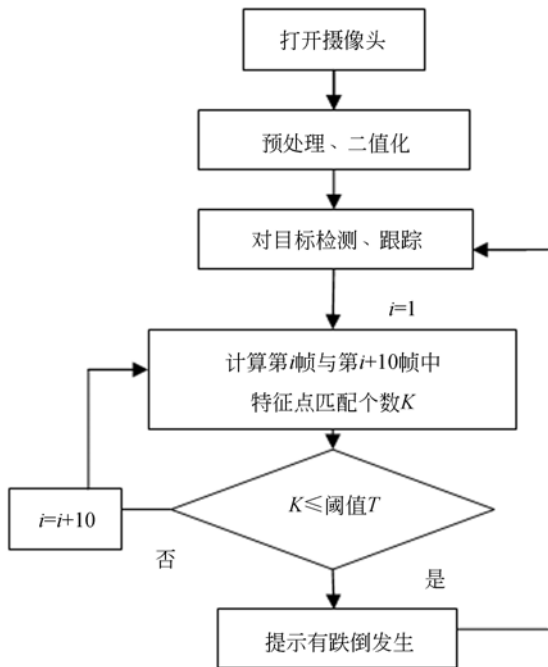 打开摄像头
预处理、二值化
对目标检测、跟踪
i=1
计算第i帧与第i+10帧中
特征点匹配个数K
K≤阈值T
i=i+10
否
是
提示有跌倒发生